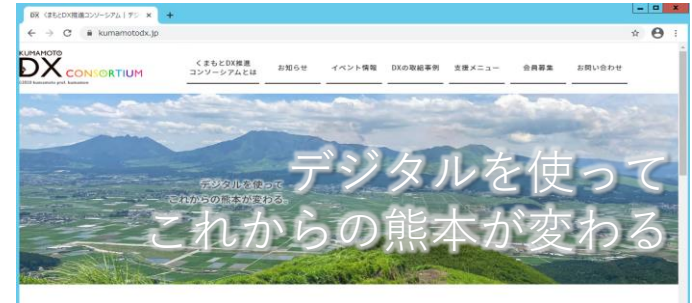 DX くまもとDX推進コンソーシアム | デジ
kumamotodx.jp
KUMAMOTO
DX CONSORTIUM
くまもとDX推進
コンソーシアムとは
お知らせ
イベント情報
DXの取組事例
支援メニュー
会員募集
お問い合わせ
デジタルを使って
これからの熊本が変わる
デジタルを使って
これからの熊本が変わる